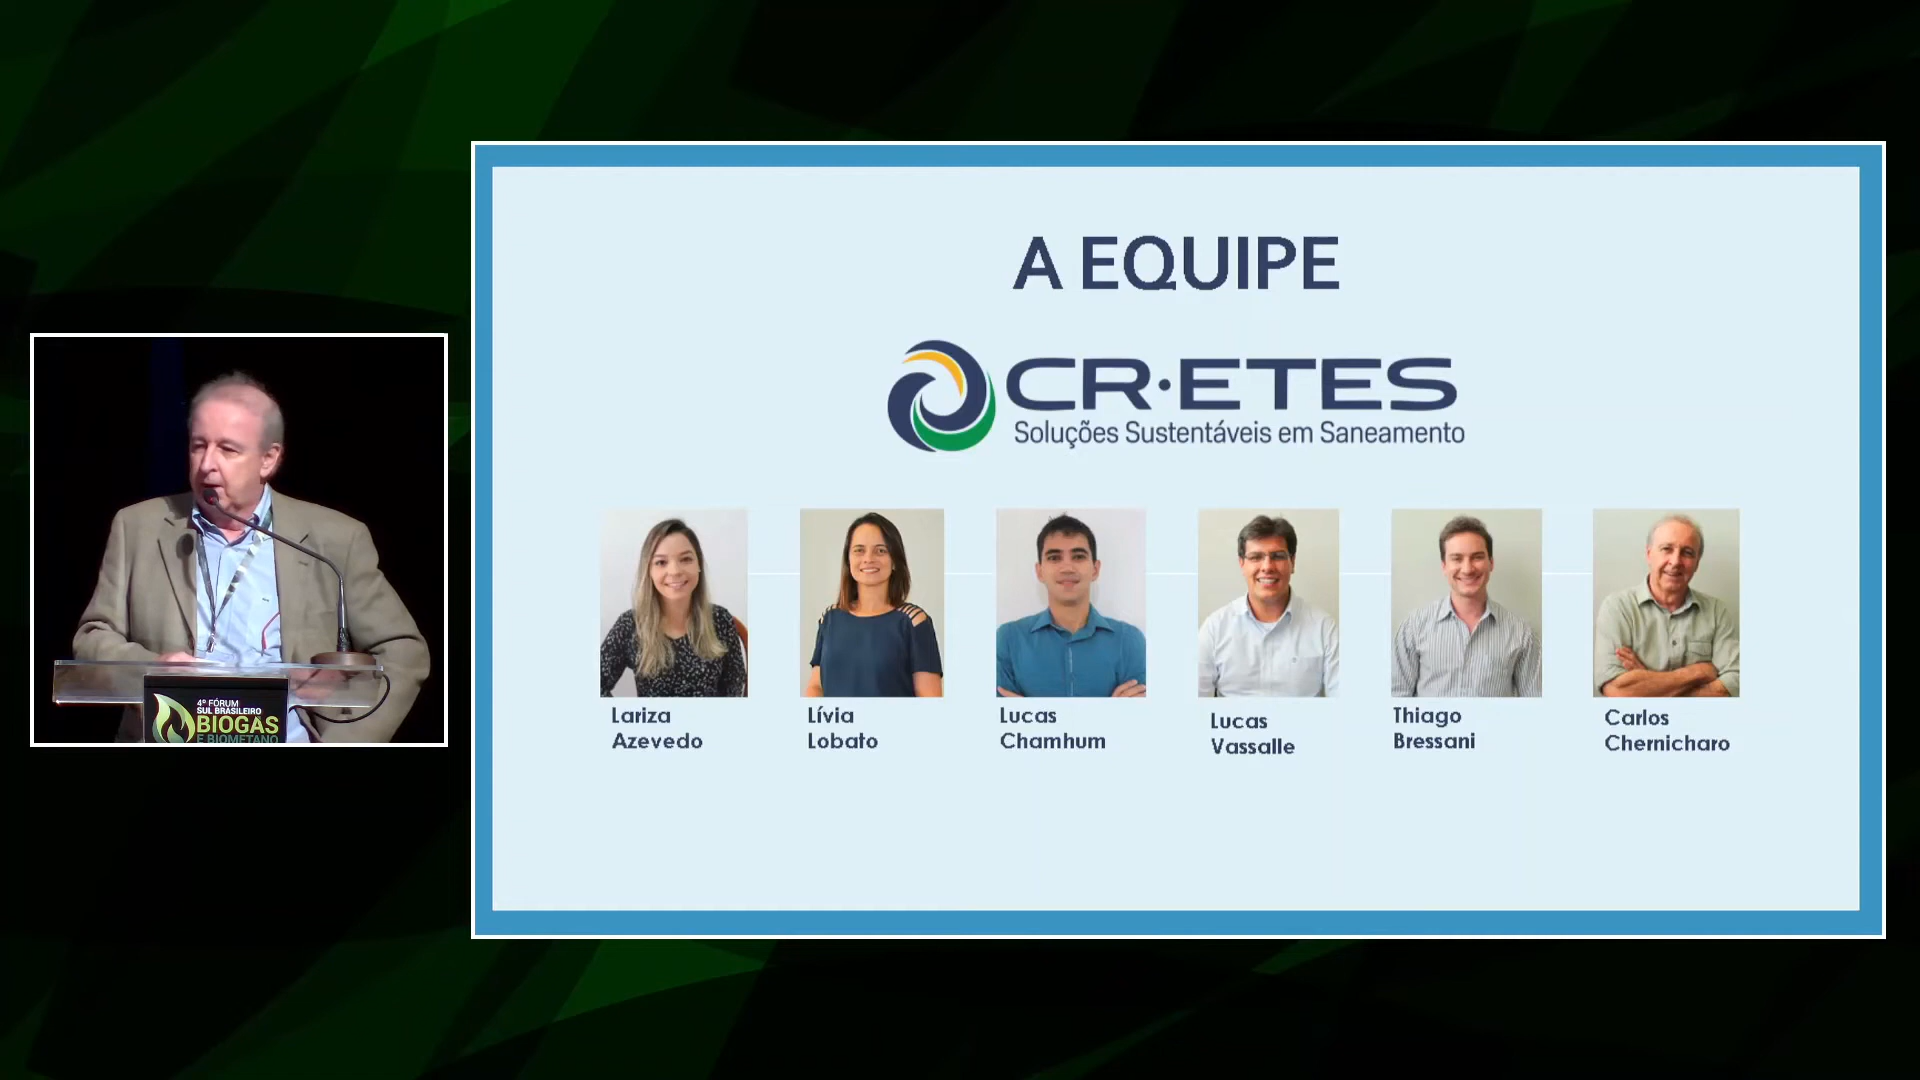 A EQUIPE
CR·ETES
Soluções Sustentáveis em Saneamento
Lariza
Azevedo
Lívia
Lobato
Lucas
Chamhum
Lucas
Vassalle
Thiago
Bressani
Carlos
Chernicharo
4º FÓRUM
SUL BRASILEIRO
BIOGÁS
E BIOMETANO